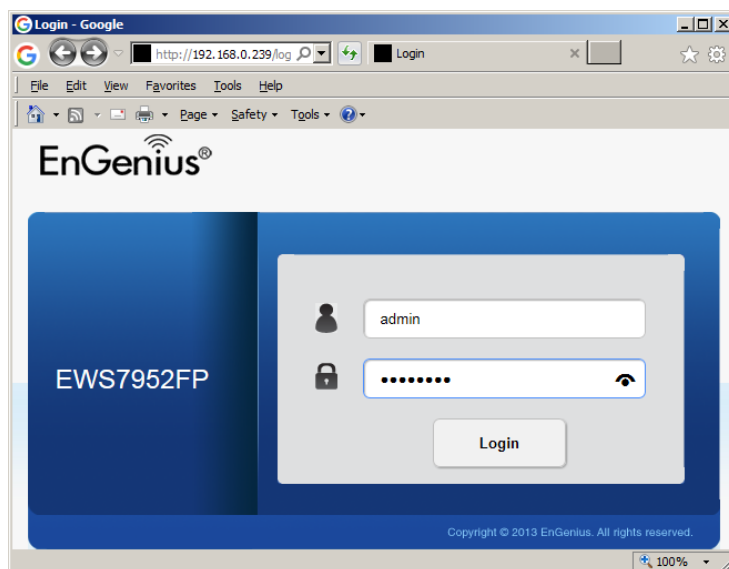 Login - Google
http://192.168.0.239/log
Login
File Edit View Favorites Tools Help
Page Safety Tools
EnGenius®
admin
EWS7952FP
••••••••
Login
Copyright © 2013 EnGenius. All rights reserved.
100%